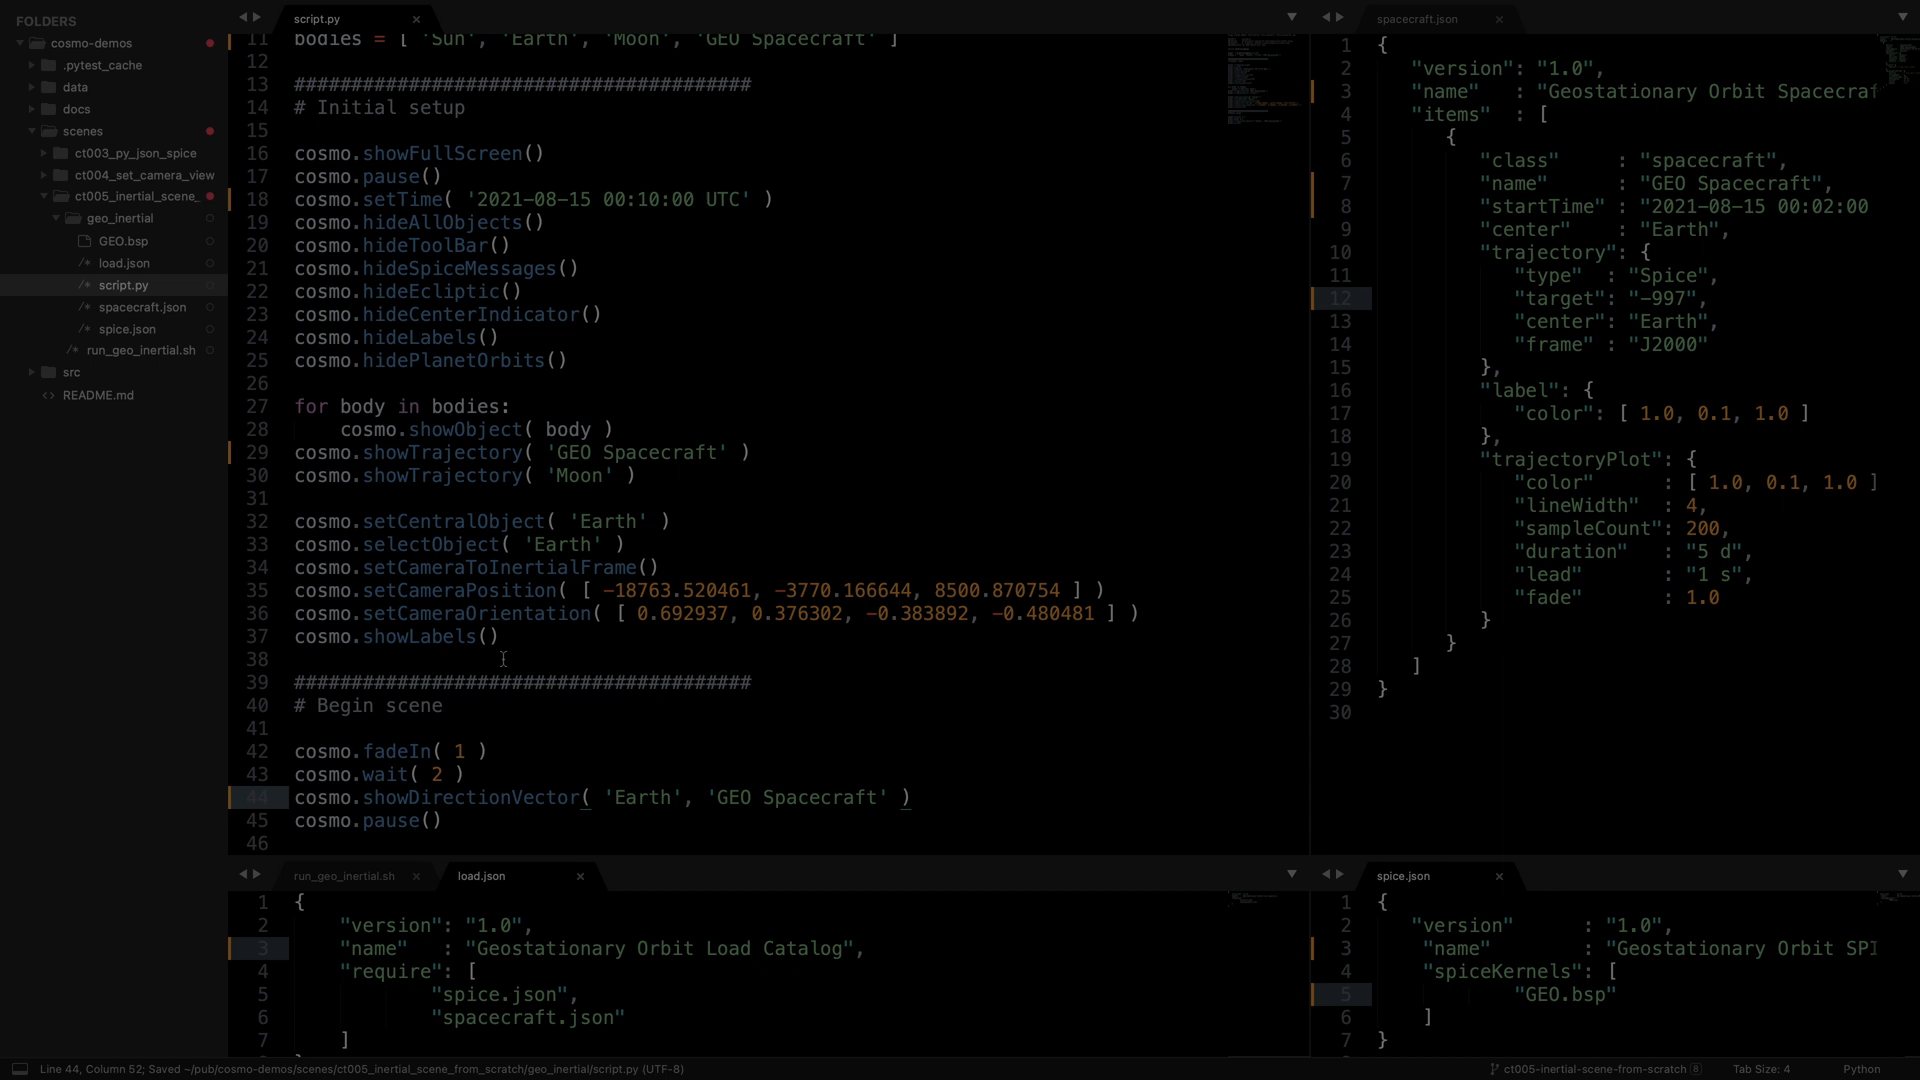 FOLDERS
cosmo-demos
.pytest_cache
data
docs
scenes
ct003_py_json_spice
ct004_set_camera_view
ct005_inertial_scene_
geo_inertial
GEO.bsp
load.json
script.py
spacecraft.json
spice.json
run_geo_inertial.sh
src
README.md
script.py
11 bodies = [ 'Sun', 'Earth', 'Moon', 'GEO Spacecraft' ]
12
13 ########################################
14 # Initial setup
15
16 cosmo.showFullScreen()
17 cosmo.pause()
18 cosmo.setTime( '2021-08-15 00:10:00 UTC' )
19 cosmo.hideAllObjects()
20 cosmo.hideToolBar()
21 cosmo.hideSpiceMessages()
22 cosmo.hideEcliptic()
23 cosmo.hideCenterIndicator()
24 cosmo.hideLabels()
25 cosmo.hidePlanetOrbits()
26
27 for body in bodies:
28     cosmo.showObject( body )
29 cosmo.showTrajectory( 'GEO Spacecraft' )
30 cosmo.showTrajectory( 'Moon' )
31
32 cosmo.setCentralObject( 'Earth' )
33 cosmo.selectObject( 'Earth' )
34 cosmo.setCameraToInertialFrame()
35 cosmo.setCameraPosition( [ -18763.520461, -3770.166644, 8500.870754 ] )
36 cosmo.setCameraOrientation( [ 0.692937, 0.376302, -0.383892, -0.480481 ] )
37 cosmo.showLabels()
38
39 ########################################
40 # Begin scene
41
42 cosmo.fadeIn( 1 )
43 cosmo.wait( 2 )
44 cosmo.showDirectionVector( 'Earth', 'GEO Spacecraft' )
45 cosmo.pause()
46
spacecraft.json
1 {
2 "version": "1.0",
3 "name"   : "Geostationary Orbit Spacecraf
4 "items"  : [
5 {
6 "class"     : "spacecraft",
7 "name"      : "GEO Spacecraft",
8 "startTime" : "2021-08-15 00:02:00
9 "center"    : "Earth",
10 "trajectory": {
11 "type"  : "Spice",
12 "target": "-997",
13 "center": "Earth",
14 "frame" : "J2000"
15 },
16 "label": {
17 "color": [ 1.0, 0.1, 1.0 ]
18 },
19 "trajectoryPlot": {
20 "color"      : [ 1.0, 0.1, 1.0 ]
21 "lineWidth"  : 4,
22 "sampleCount": 200,
23 "duration"   : "5 d",
24 "lead"       : "1 s",
25 "fade"       : 1.0
26 }
27 }
28 ]
29 }
30
run_geo_inertial.sh
load.json
1 {
2 "version": "1.0",
3 "name"   : "Geostationary Orbit Load Catalog",
4 "require": [
5 "spice.json",
6 "spacecraft.json"
7 ]
spice.json
1 {
2 "version"      : "1.0",
3 "name"        : "Geostationary Orbit SPI
4 "spiceKernels": [
5 "GEO.bsp"
6 ]
7 }
Line 44, Column 52; Saved ~/pub/cosmo-demos/scenes/ct005_inertial_scene_from_scratch/geo_inertial/script.py (UTF-8)
ct005-inertial-scene-from-scratch 8
Tab Size: 4
Python